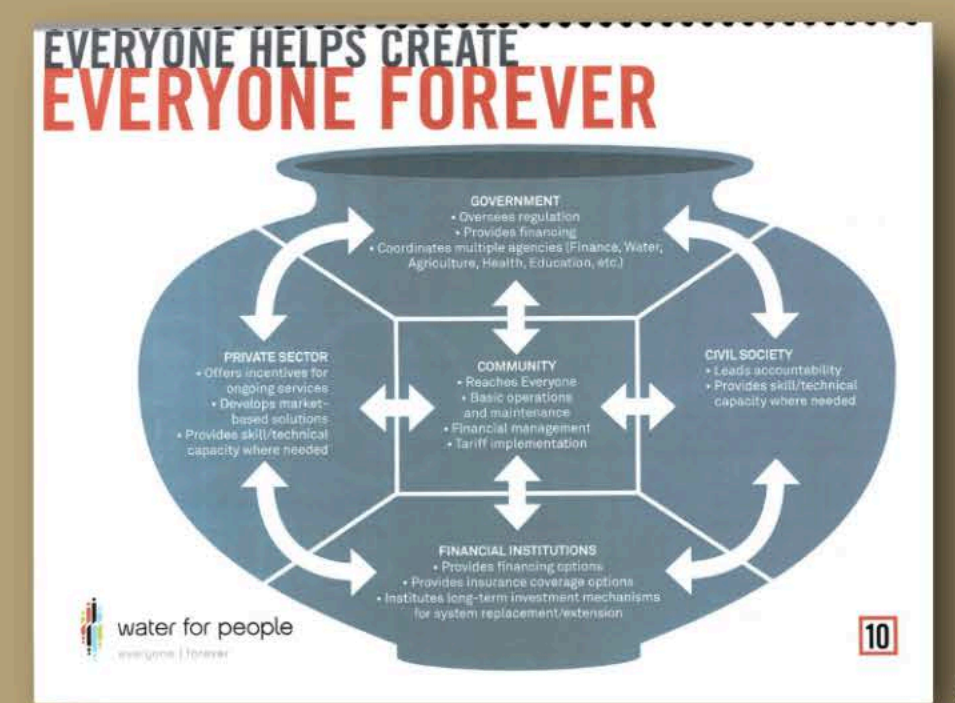 EVERYONE HELPS CREATE
EVERYONE FOREVER
GOVERNMENT
• Oversees regulation
• Provides financing
• Coordinates multiple agencies (Finance, Water,
Agriculture, Health, Education, etc.)
PRIVATE SECTOR
• Offers incentives for
ongoing services
• Develops market-
based solutions
• Provides skill/technical
capacity where needed
COMMUNITY
• Reaches Everyone
• Basic operations
and maintenance
• Financial management
• Tariff implementation
CIVIL SOCIETY
• Leads accountability
• Provides skill/technical
capacity where needed
FINANCIAL INSTITUTIONS
• Provides financing options
• Provides insurance coverage options
• Institutes long-term investment mechanisms
for system replacement/extension
water for people
everyone | forever
10